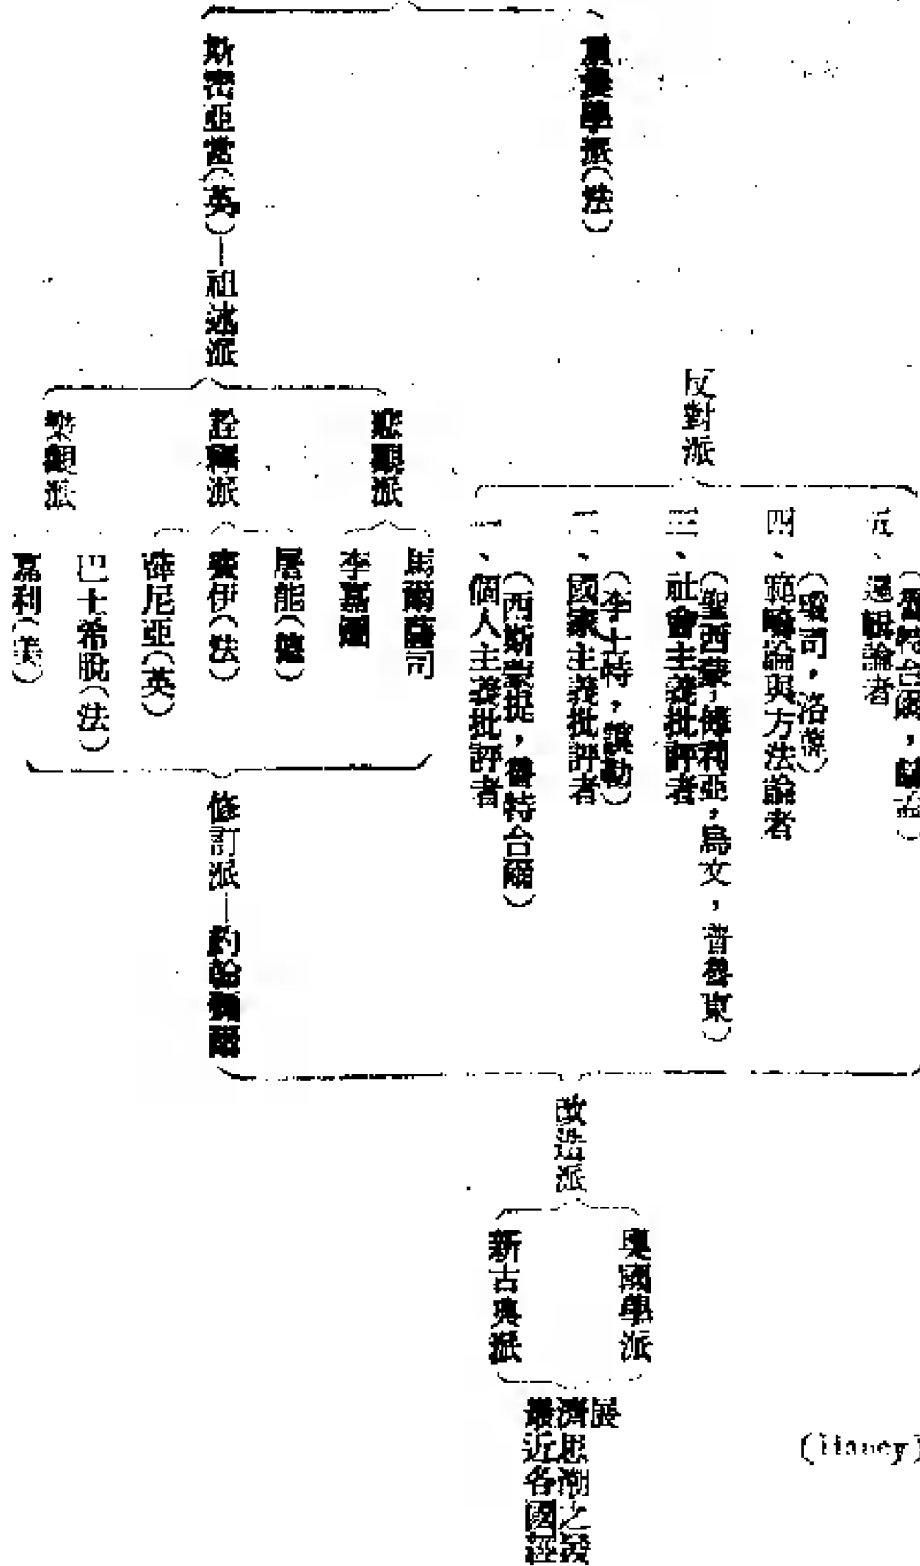 重農學派(法)
斯密亞當(英)—祖述派
反對派
五、邏輯論者
四、範疇論與方法論者
(瓊司,洛薩)
三、社會主義批評者
(聖西蒙,傅利亞,烏文,普魯東)
二、國家主義批評者
(李士特,謨勒)
一、個人主義批評者
(西斯蒙提,魯特台爾)
悲觀派
馬爾薩司
李嘉圖
詮釋派
屠能(德)
賽伊(法)
薛尼亞(英)
樂觀派
巴士希脫(法)
嘉利(美)
修訂派—約翰彌爾
改造派
奧國學派
新古典派
最近各國經
濟思潮之發
展
(Haney)